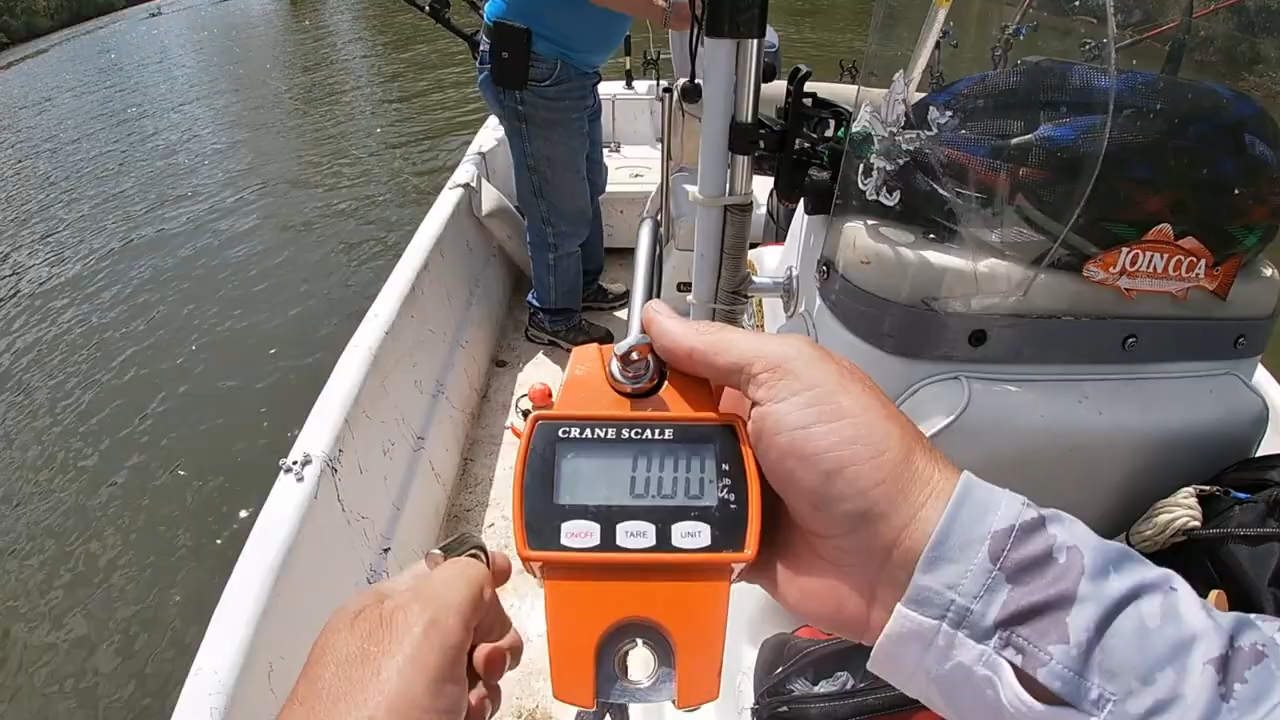 JOIN CCA
CRANE SCALE
0.00
N
lb
kg
ON/OFF
TARE
UNIT